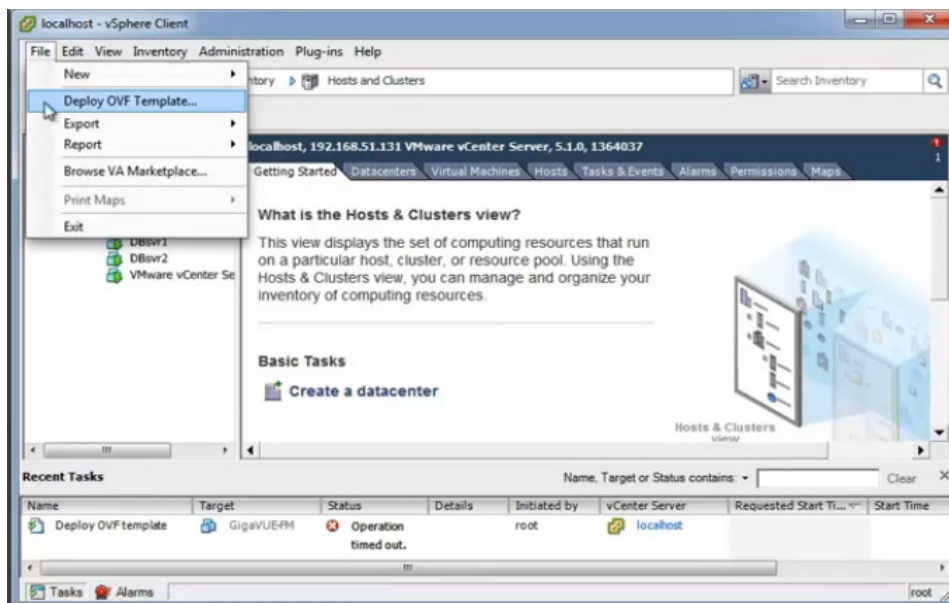 localhost - vSphere Client
File Edit View Inventory Administration Plug-ins Help
New
ntory Hosts and Clusters
Search Inventory
Deploy OVF Template...
Export
Report
Browse VA Marketplace...
Print Maps
Exit
localhost, 192.168.51.131 VMware vCenter Server, 5.1.0, 1364037
1
Getting Started Datacenters Virtual Machines Hosts Tasks & Events Alarms Permissions Maps
DBsvr1
DBsvr2
VMware vCenter Se
What is the Hosts & Clusters view?
This view displays the set of computing resources that run
on a particular host, cluster, or resource pool. Using the
Hosts & Clusters view, you can manage and organize your
inventory of computing resources.
Basic Tasks
Create a datacenter
Hosts & Clusters
view
Recent Tasks
Name, Target or Status contains:
Clear
Name Target Status Details Initiated by vCenter Server Requested Start Ti... Start Time
Deploy OVF template GigaVUE-FM Operation root localhost
timed out.
Tasks Alarms
root